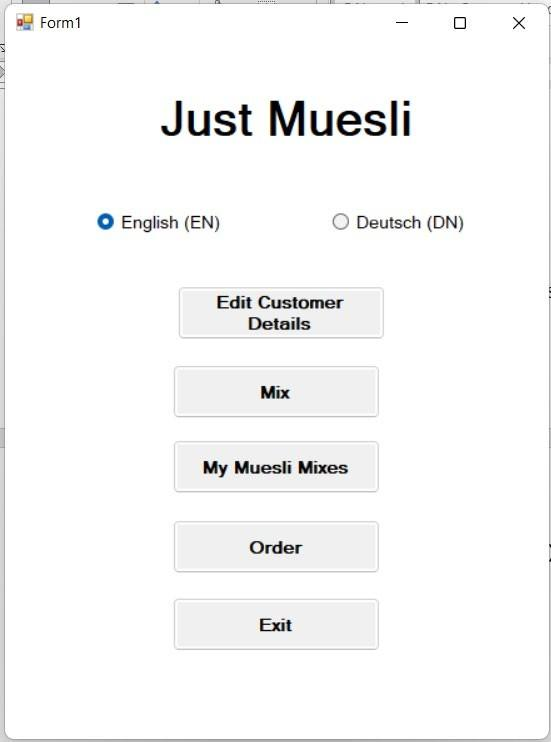 Form1
Just Muesli
English (EN)
Deutsch (DN)
Edit Customer
Details
Mix
My Muesli Mixes
Order
Exit